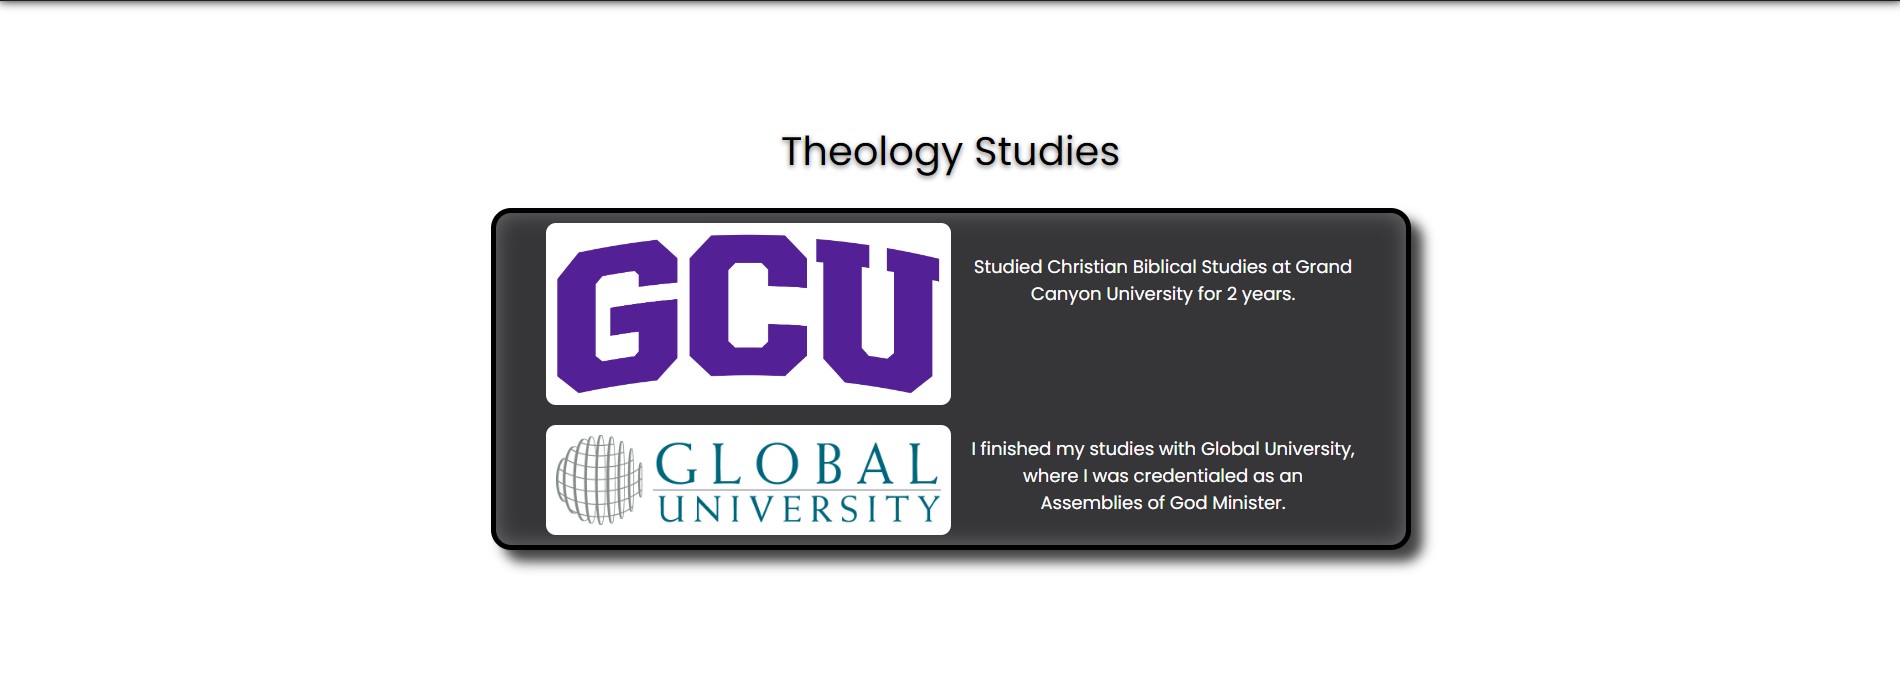 Theology Studies
GCU
Studied Christian Biblical Studies at Grand
Canyon University for 2 years.
GLOBAL
UNIVERSITY
I finished my studies with Global University,
where I was credentialed as an
Assemblies of God Minister.